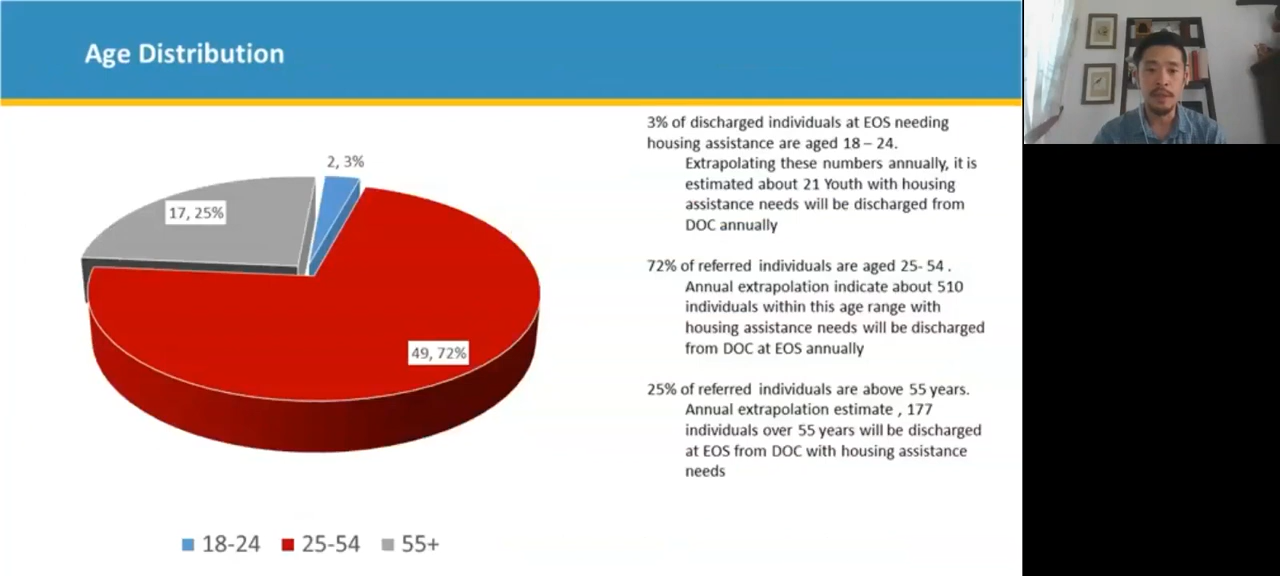 Age Distribution
2, 3%
17, 25%
49, 72%
18-24 25-54 55+
3% of discharged individuals at EOS needing
housing assistance are aged 18 – 24.
Extrapolating these numbers annually, it is
estimated about 21 Youth with housing
assistance needs will be discharged from
DOC annually
72% of referred individuals are aged 25- 54 .
Annual extrapolation indicate about 510
individuals within this age range with
housing assistance needs will be discharged
from DOC at EOS annually
25% of referred individuals are above 55 years.
Annual extrapolation estimate , 177
individuals over 55 years will be discharged
at EOS from DOC with housing assistance
needs